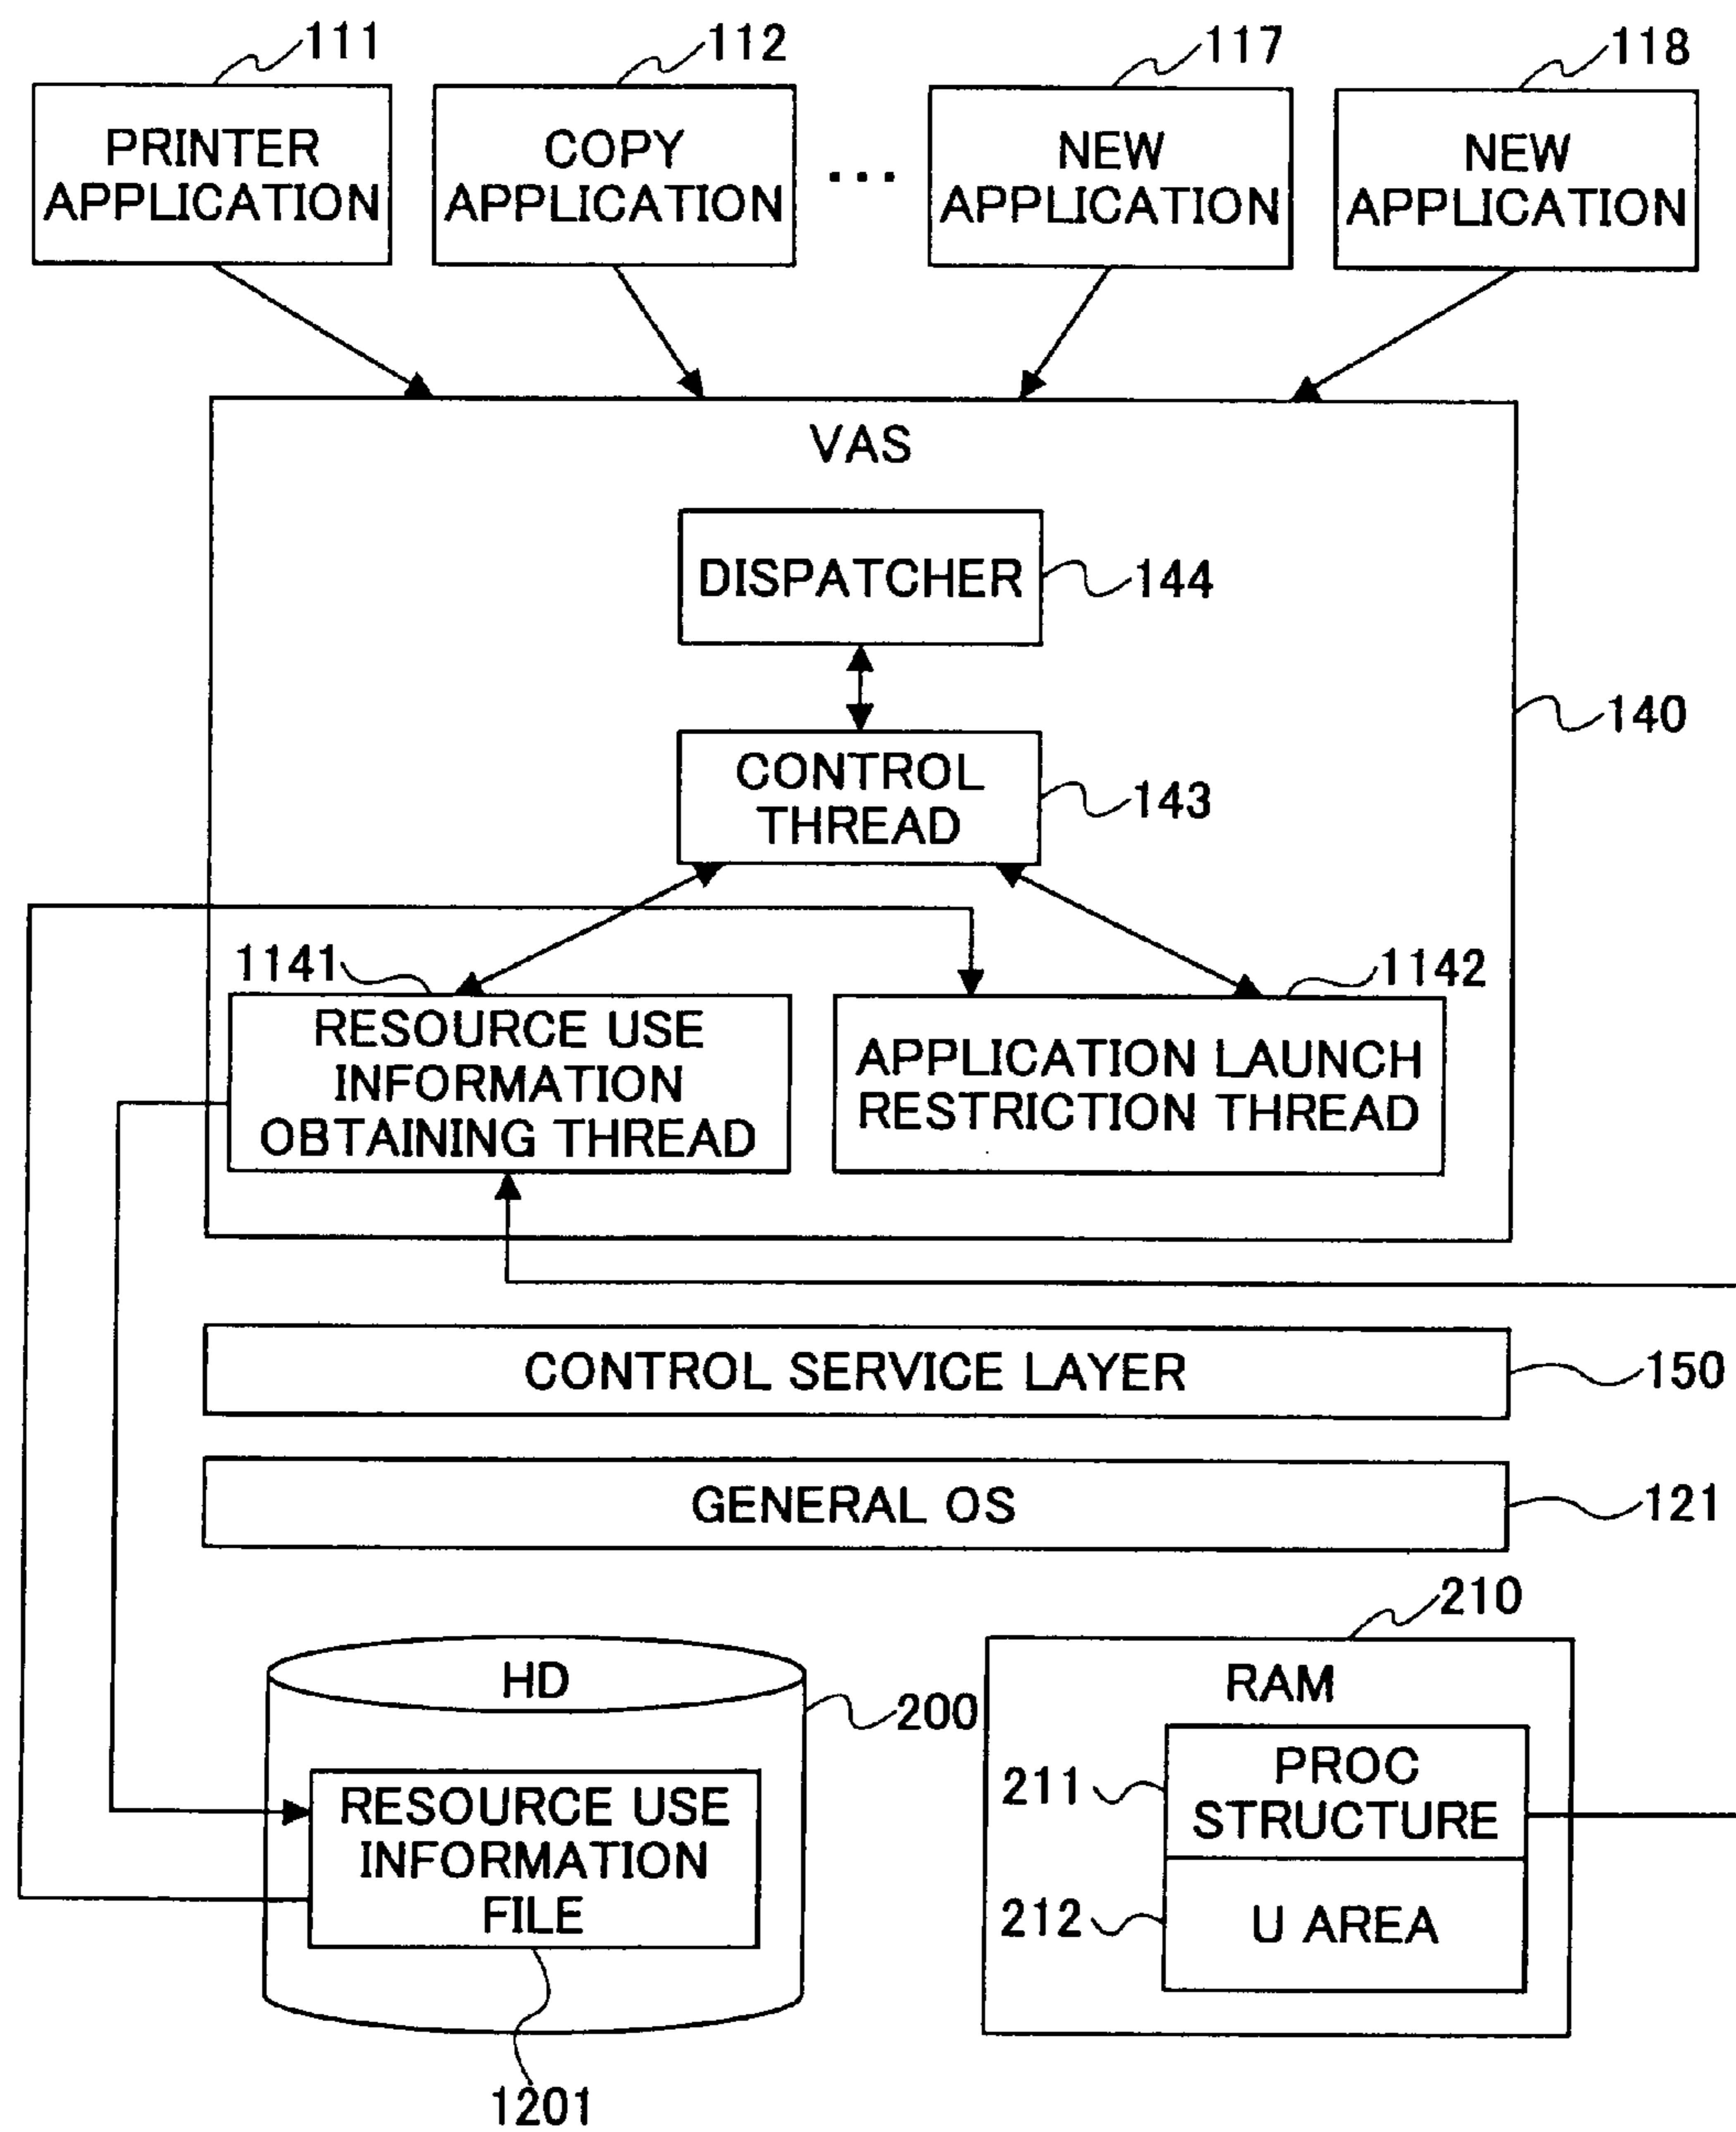 111
112
117
118
PRINTER
APPLICATION
COPY
APPLICATION
...
NEW
APPLICATION
NEW
APPLICATION
VAS
DISPATCHER
144
140
CONTROL
THREAD
143
1141
1142
RESOURCE USE
INFORMATION
OBTAINING THREAD
APPLICATION LAUNCH
RESTRICTION THREAD
CONTROL SERVICE LAYER
150
GENERAL OS
121
210
HD
200
RAM
RESOURCE USE
INFORMATION
FILE
211
PROC
STRUCTURE
212
U AREA
1201